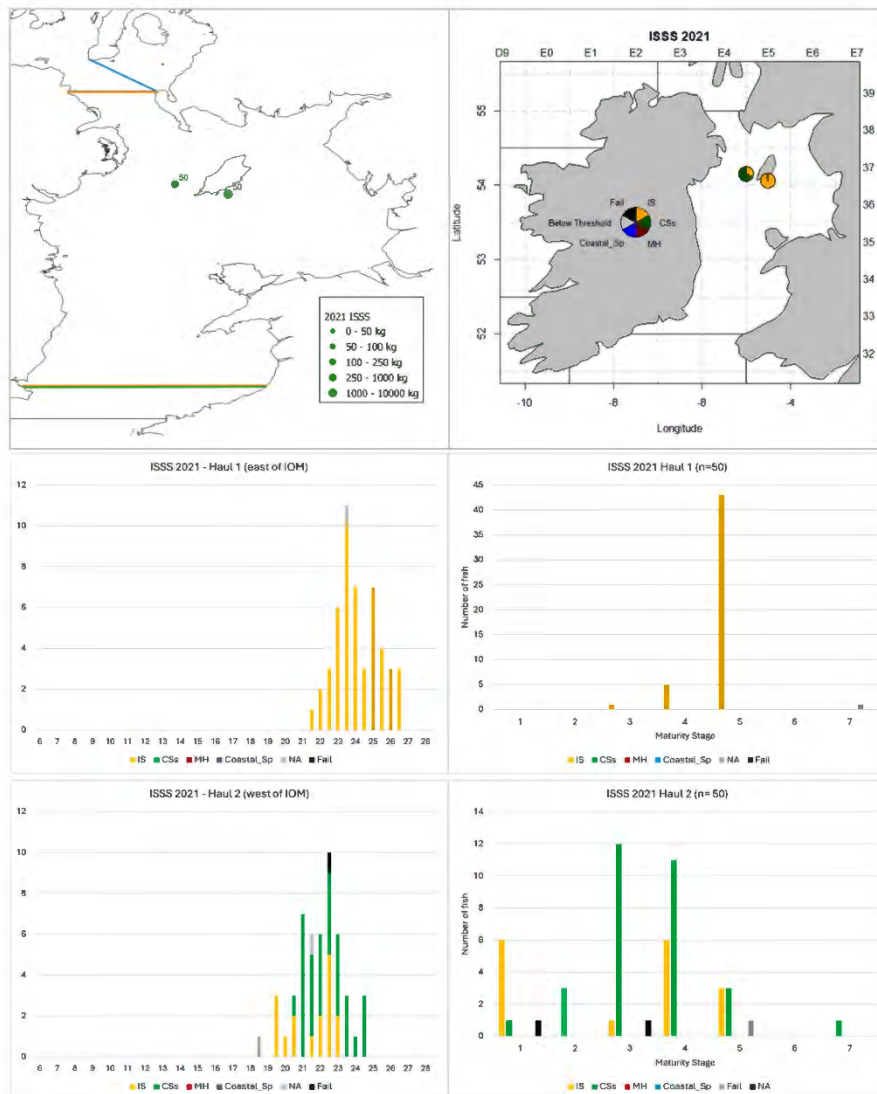 50
50
2021 ISSS
0 - 50 kg
50 - 100 kg
100 - 250 kg
250 - 1000 kg
1000 - 10000 kg
ISSS 2021
D9 E0 E1 E2 E3 E4 E5 E6 E7
55
54
53
52
39
38
37
36
35
34
33
32
Latitude
Fail IS
Below Threshold CSs
Coastal_Sp MH
-10 -8 -6 -4
Longitude
ISSS 2021 - Haul 1 (east of IOM)
12
10
8
6
4
2
0
6 7 8 9 10 11 12 13 14 15 16 17 18 19 20 21 22 23 24 25 26 27 28
IS CSs MH Coastal_Sp NA Fail
ISSS 2021 Haul 1 (n=50)
45
40
35
30
25
20
15
10
5
0
Number of fish
1 2 3 4 5 6 7
Maturity Stage
IS CSs MH Coastal_Sp NA Fail
ISSS 2021 - Haul 2 (west of IOM)
12
10
8
6
4
2
0
6 7 8 9 10 11 12 13 14 15 16 17 18 19 20 21 22 23 24 25 26 27 28
IS CSs MH Coastal_Sp NA Fail
ISSS 2021 Haul 2 (n= 50)
14
12
10
8
6
4
2
0
Number of fish
1 2 3 4 5 6 7
Maturity Stage
IS CSs MH Coastal_Sp Fail NA